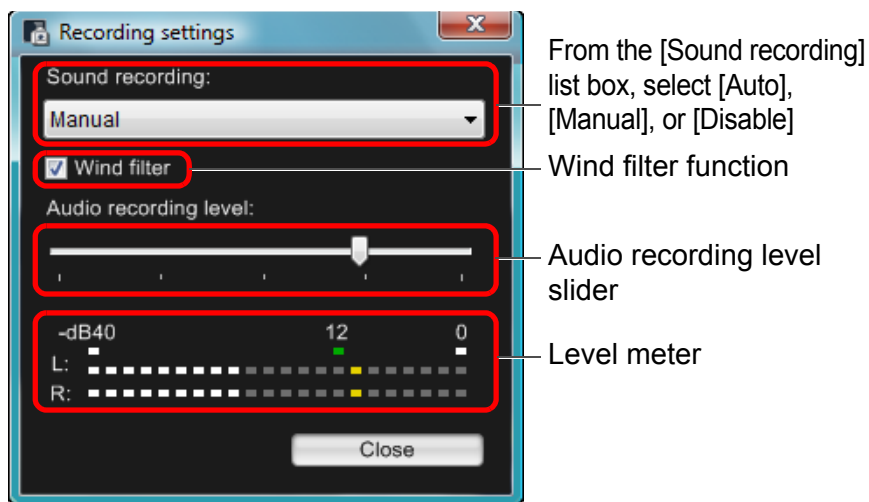 Recording settings
Sound recording:
Manual
Wind filter
Audio recording level:
-dB40 12 0
L:
R:
Close
From the [Sound recording]
list box, select [Auto],
[Manual], or [Disable]
Wind filter function
Audio recording level
slider
Level meter